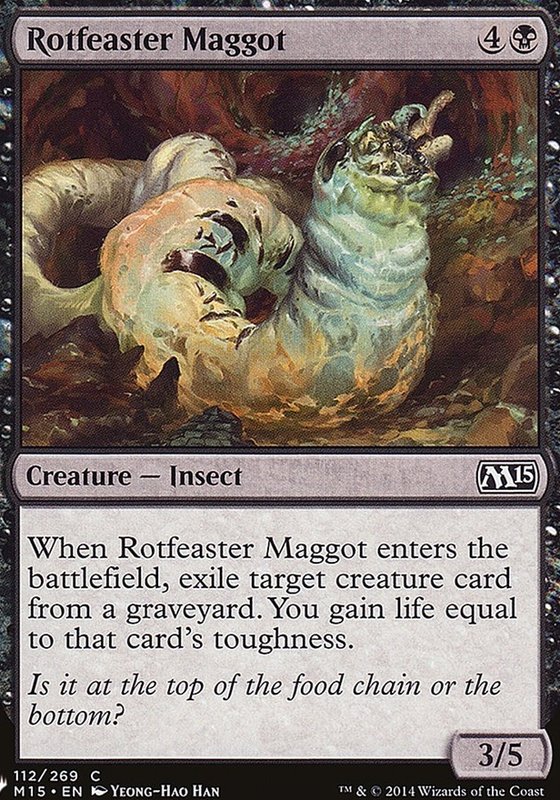 Rotfeaster Maggot 4
Creature — Insect M15
When Rotfeaster Maggot enters the
battlefield, exile target creature card
from a graveyard. You gain life equal
to that card's toughness.
Is it at the top of the food chain or the
bottom?
3/5
112/269 C
M15 • EN Yeong-Hao Han
™ & © 2014 Wizards of the Coast